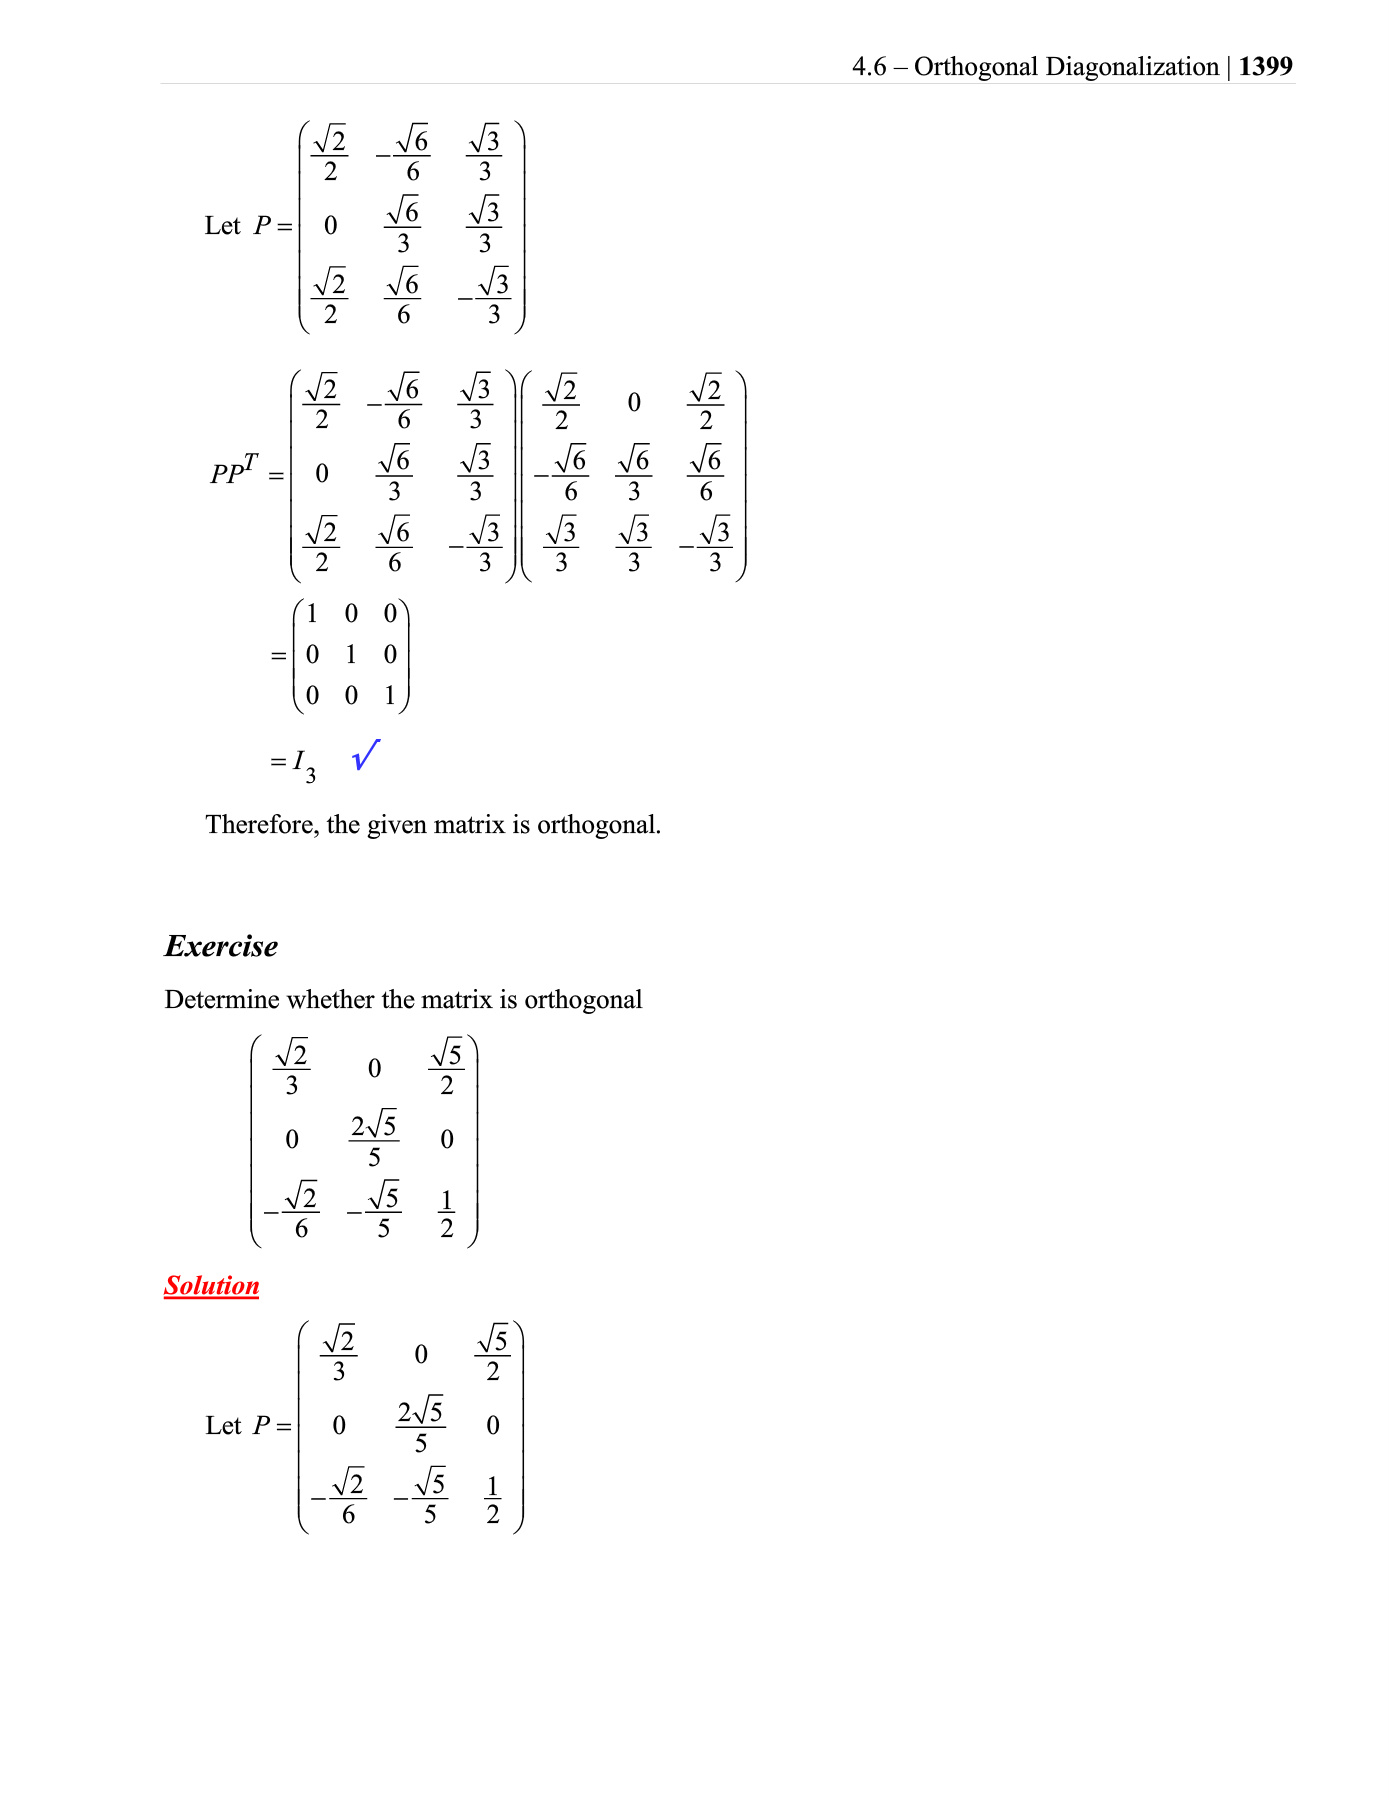 4.6 – Orthogonal Diagonalization | 1399
Let P = \begin{pmatrix} \frac{\sqrt{2}}{2} & -\frac{\sqrt{6}}{6} & \frac{\sqrt{3}}{3} \\ 0 & \frac{\sqrt{6}}{3} & \frac{\sqrt{3}}{3} \\ \frac{\sqrt{2}}{2} & \frac{\sqrt{6}}{6} & -\frac{\sqrt{3}}{3} \end{pmatrix}
PP^T = \begin{pmatrix} \frac{\sqrt{2}}{2} & -\frac{\sqrt{6}}{6} & \frac{\sqrt{3}}{3} \\ 0 & \frac{\sqrt{6}}{3} & \frac{\sqrt{3}}{3} \\ \frac{\sqrt{2}}{2} & \frac{\sqrt{6}}{6} & -\frac{\sqrt{3}}{3} \end{pmatrix} \begin{pmatrix} \frac{\sqrt{2}}{2} & 0 & \frac{\sqrt{2}}{2} \\ -\frac{\sqrt{6}}{6} & \frac{\sqrt{6}}{3} & \frac{\sqrt{6}}{6} \\ \frac{\sqrt{3}}{3} & \frac{\sqrt{3}}{3} & -\frac{\sqrt{3}}{3} \end{pmatrix}
= \begin{pmatrix} 1 & 0 & 0 \\ 0 & 1 & 0 \\ 0 & 0 & 1 \end{pmatrix}
= I_3 √
Therefore, the given matrix is orthogonal.
Exercise
Determine whether the matrix is orthogonal
\begin{pmatrix} \frac{\sqrt{2}}{3} & 0 & \frac{\sqrt{5}}{2} \\ 0 & \frac{2\sqrt{5}}{5} & 0 \\ -\frac{\sqrt{2}}{6} & -\frac{\sqrt{5}}{5} & \frac{1}{2} \end{pmatrix}
Solution
Let P = \begin{pmatrix} \frac{\sqrt{2}}{3} & 0 & \frac{\sqrt{5}}{2} \\ 0 & \frac{2\sqrt{5}}{5} & 0 \\ -\frac{\sqrt{2}}{6} & -\frac{\sqrt{5}}{5} & \frac{1}{2} \end{pmatrix}